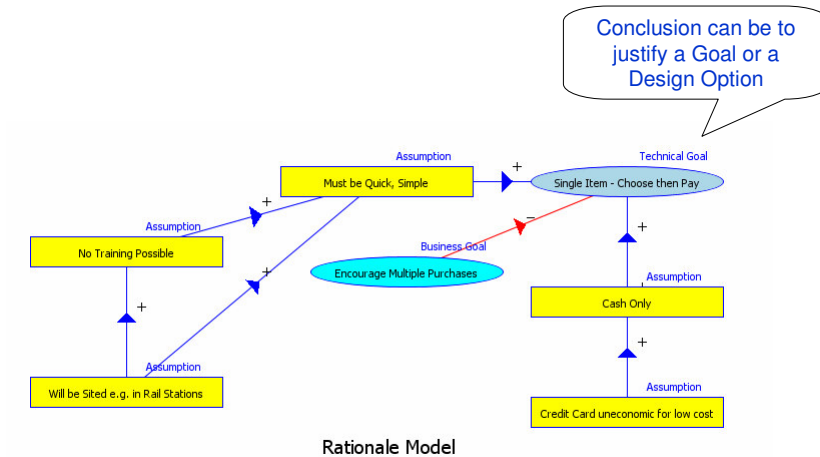 Conclusion can be to
justify a Goal or a
Design Option
Assumption
Technical Goal
+
+
Must be Quick, Simple
Single Item - Choose then Pay
+
−
Assumption
+
Business Goal
No Training Possible
+
Encourage Multiple Purchases
Assumption
+
Cash Only
+
Assumption
Assumption
Will be Sited e.g. in Rail Stations
Credit Card uneconomic for low cost
Rationale Model